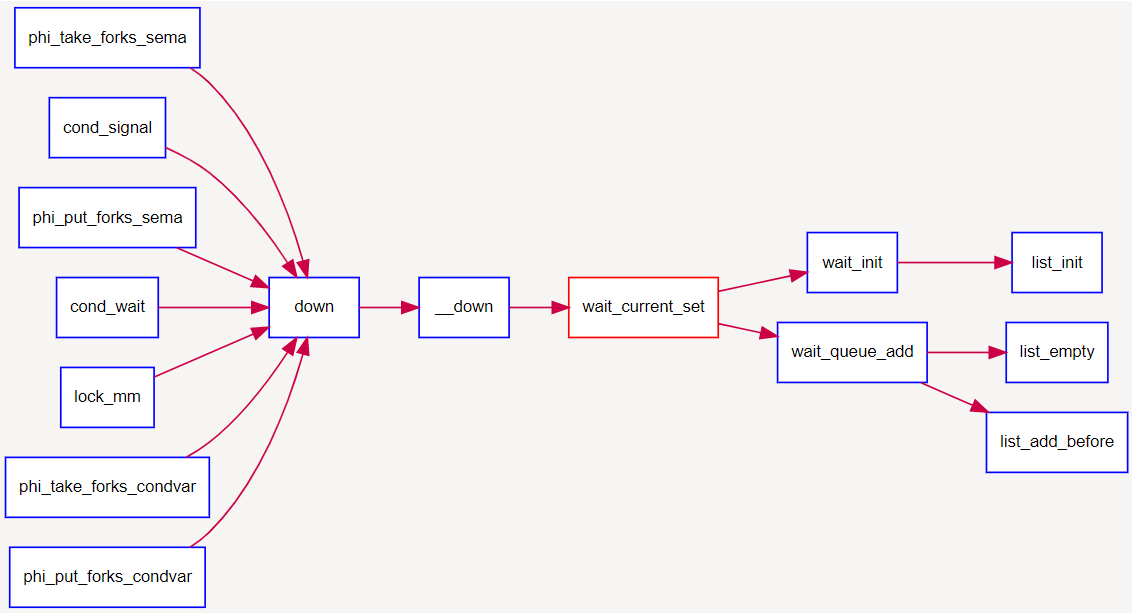 phi_take_forks_sema
cond_signal
phi_put_forks_sema
cond_wait
lock_mm
phi_take_forks_condvar
phi_put_forks_condvar
down
__down
wait_current_set
wait_init
wait_queue_add
list_init
list_empty
list_add_before